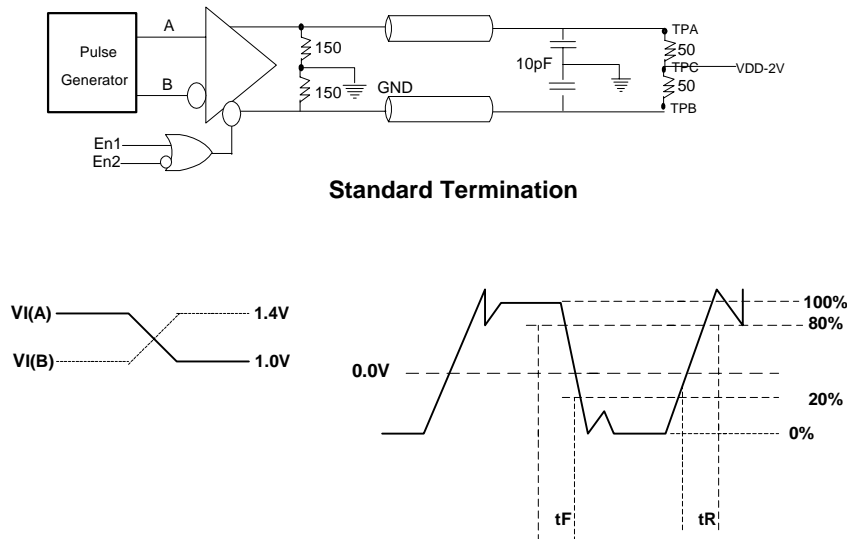 A
Pulse
Generator
B
150
150
GND
En1
En2
10pF
TPA
50
TPC
VDD-2V
50
TPB
Standard Termination
VI(A)
1.4V
VI(B)
1.0V
100%
80%
0.0V
20%
0%
tF
tR